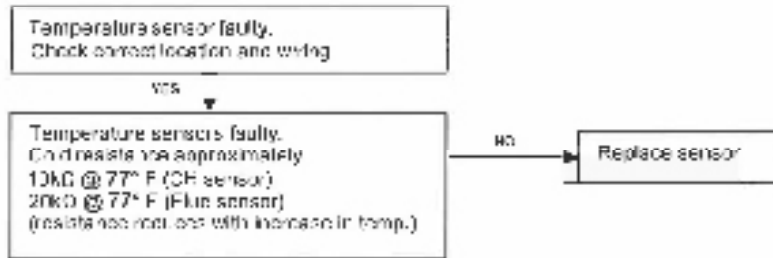 Temperature sensor faulty.
Check correct location and wiring
YES
Temperature sensors faulty.
Cold resistance approximately
10kΩ @ 77° F (CH sensor)
20kΩ @ 77° F (Flue sensor)
(resistance reduces with increase in temp.)
NO
Replace sensor